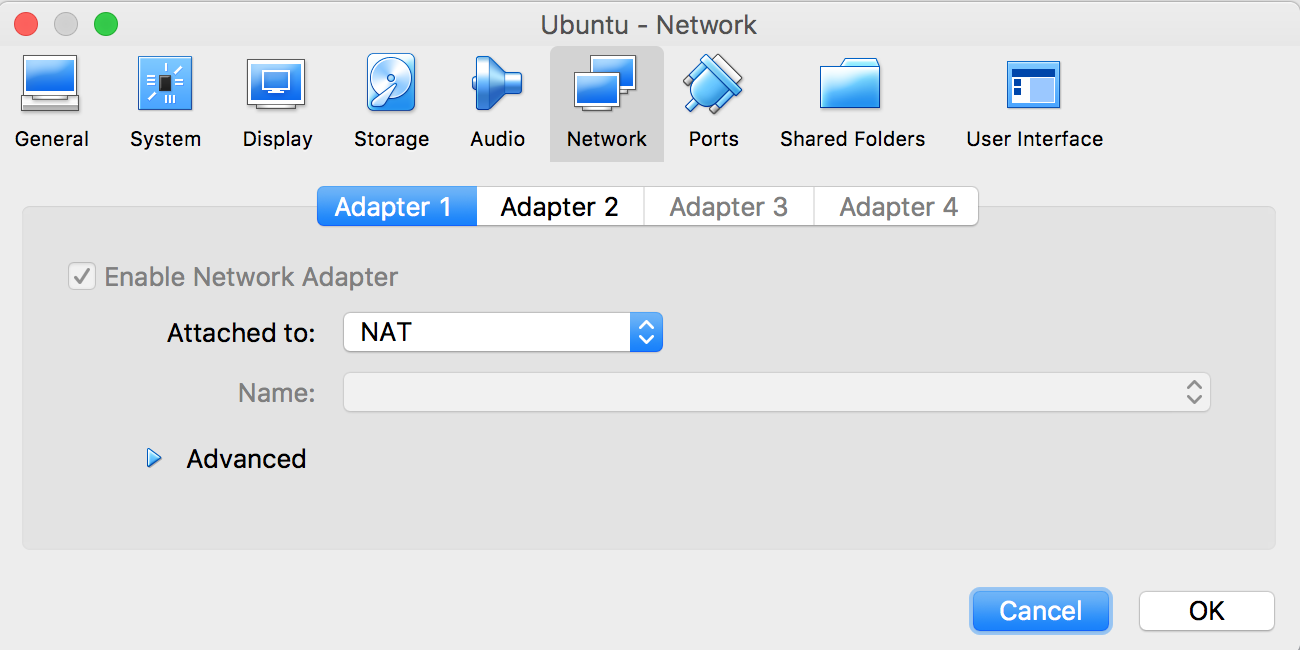 Ubuntu - Network
General System Display Storage Audio Network Ports Shared Folders User Interface
Adapter 1 Adapter 2 Adapter 3 Adapter 4
Enable Network Adapter
Attached to: NAT
Name:
Advanced
Cancel OK